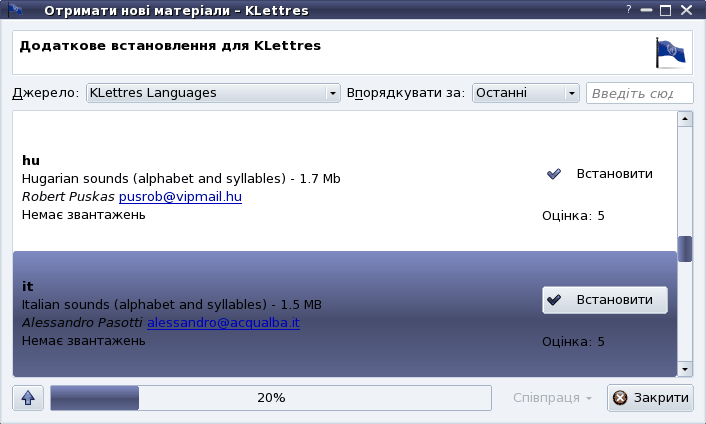 Отримати нові матеріали – KLettres
?
Додаткове встановлення для KLettres
Джерело: KLettres Languages Впорядкувати за: Останні Введіть сюд
hu
Hugarian sounds (alphabet and syllables) - 1.7 Mb
Встановити
Robert Puskas pusrob@vipmail.hu
Немає звантажень
Оцінка: 5
it
Italian sounds (alphabet and syllables) - 1.5 MB
Встановити
Alessandro Pasotti alessandro@acqualba.it
Немає звантажень
Оцінка: 5
20% Співпраця Закрити